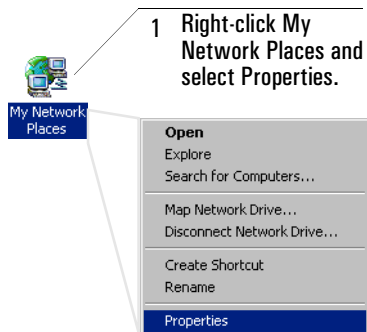 1 Right-click My
Network Places and
select Properties.
My Network
Places
Open
Explore
Search for Computers...
Map Network Drive...
Disconnect Network Drive...
Create Shortcut
Rename
Properties